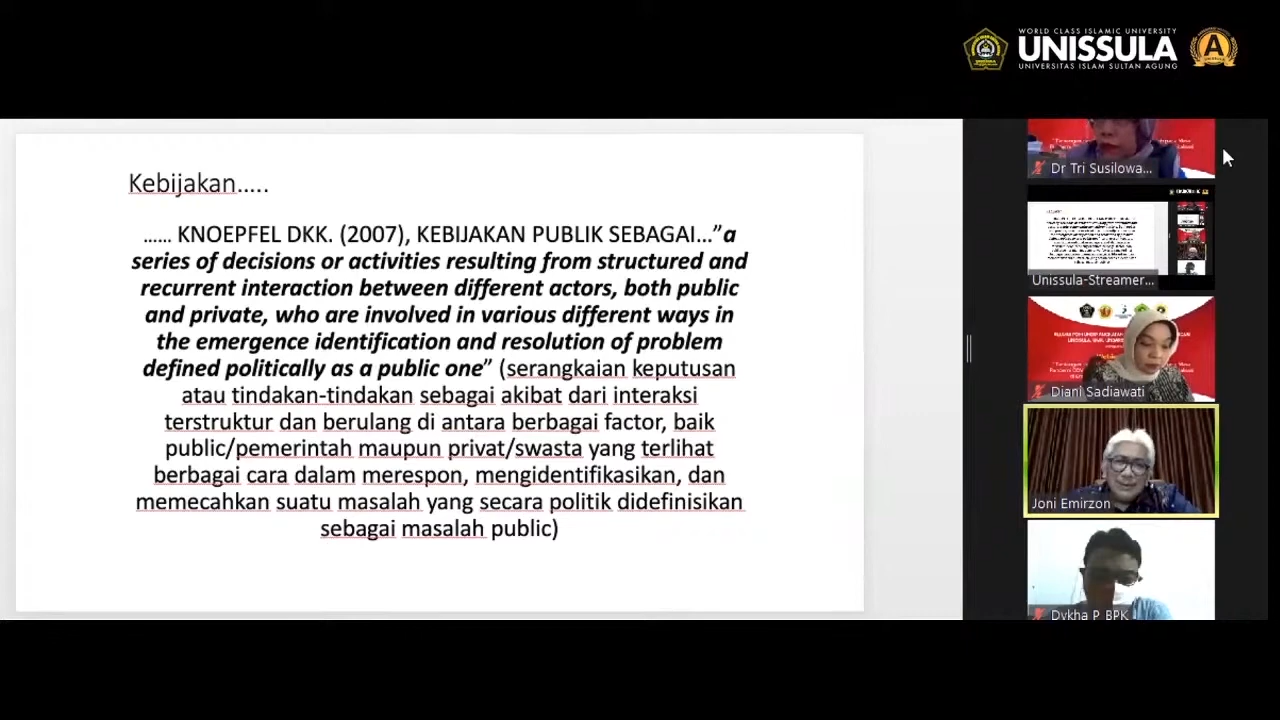 WORLD CLASS ISLAMIC UNIVERSITY
UNISSULA
UNIVERSITAS ISLAM SULTAN AGUNG
A
Kebijakan.....
...... KNOEPFEL DKK. (2007), KEBIJAKAN PUBLIK SEBAGAI...”a
series of decisions or activities resulting from structured and
recurrent interaction between different actors, both public
and private, who are involved in various different ways in
the emergence identification and resolution of problem
defined politically as a public one” (serangkaian keputusan
atau tindakan-tindakan sebagai akibat dari interaksi
terstruktur dan berulang di antara berbagai factor, baik
public/pemerintah maupun privat/swasta yang terlihat
berbagai cara dalam merespon, mengidentifikasikan, dan
memecahkan suatu masalah yang secara politik didefinisikan
sebagai masalah public)
Dr Tri Susilowa...
Unissula-Streamer...
Diani Sadiawati
Joni Emirzon
Dykha P_BPK